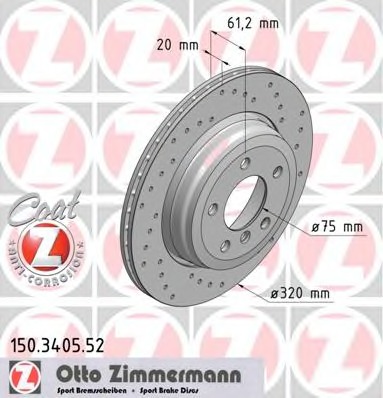 61,2 mm
20 mm
ø75 mm
ø320 mm
Coat
Z
ANTI-CORROSION
150.3405.52
Z
Otto Zimmermann
Sport Bremsscheiben • Sport Brake Discs